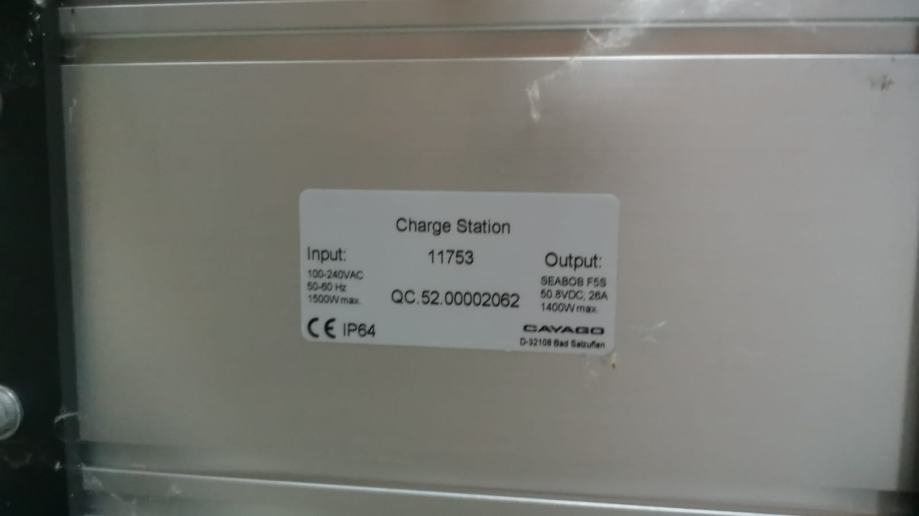 Charge Station
11753
QC.52.00002062
Input:
100-240VAC
50-60 Hz
1500W max.
CE IP64
Output:
SEABOB F5S
50.8VDC, 26A
1400W max.
CAYAGO
D-32108 Bad Salzuflen